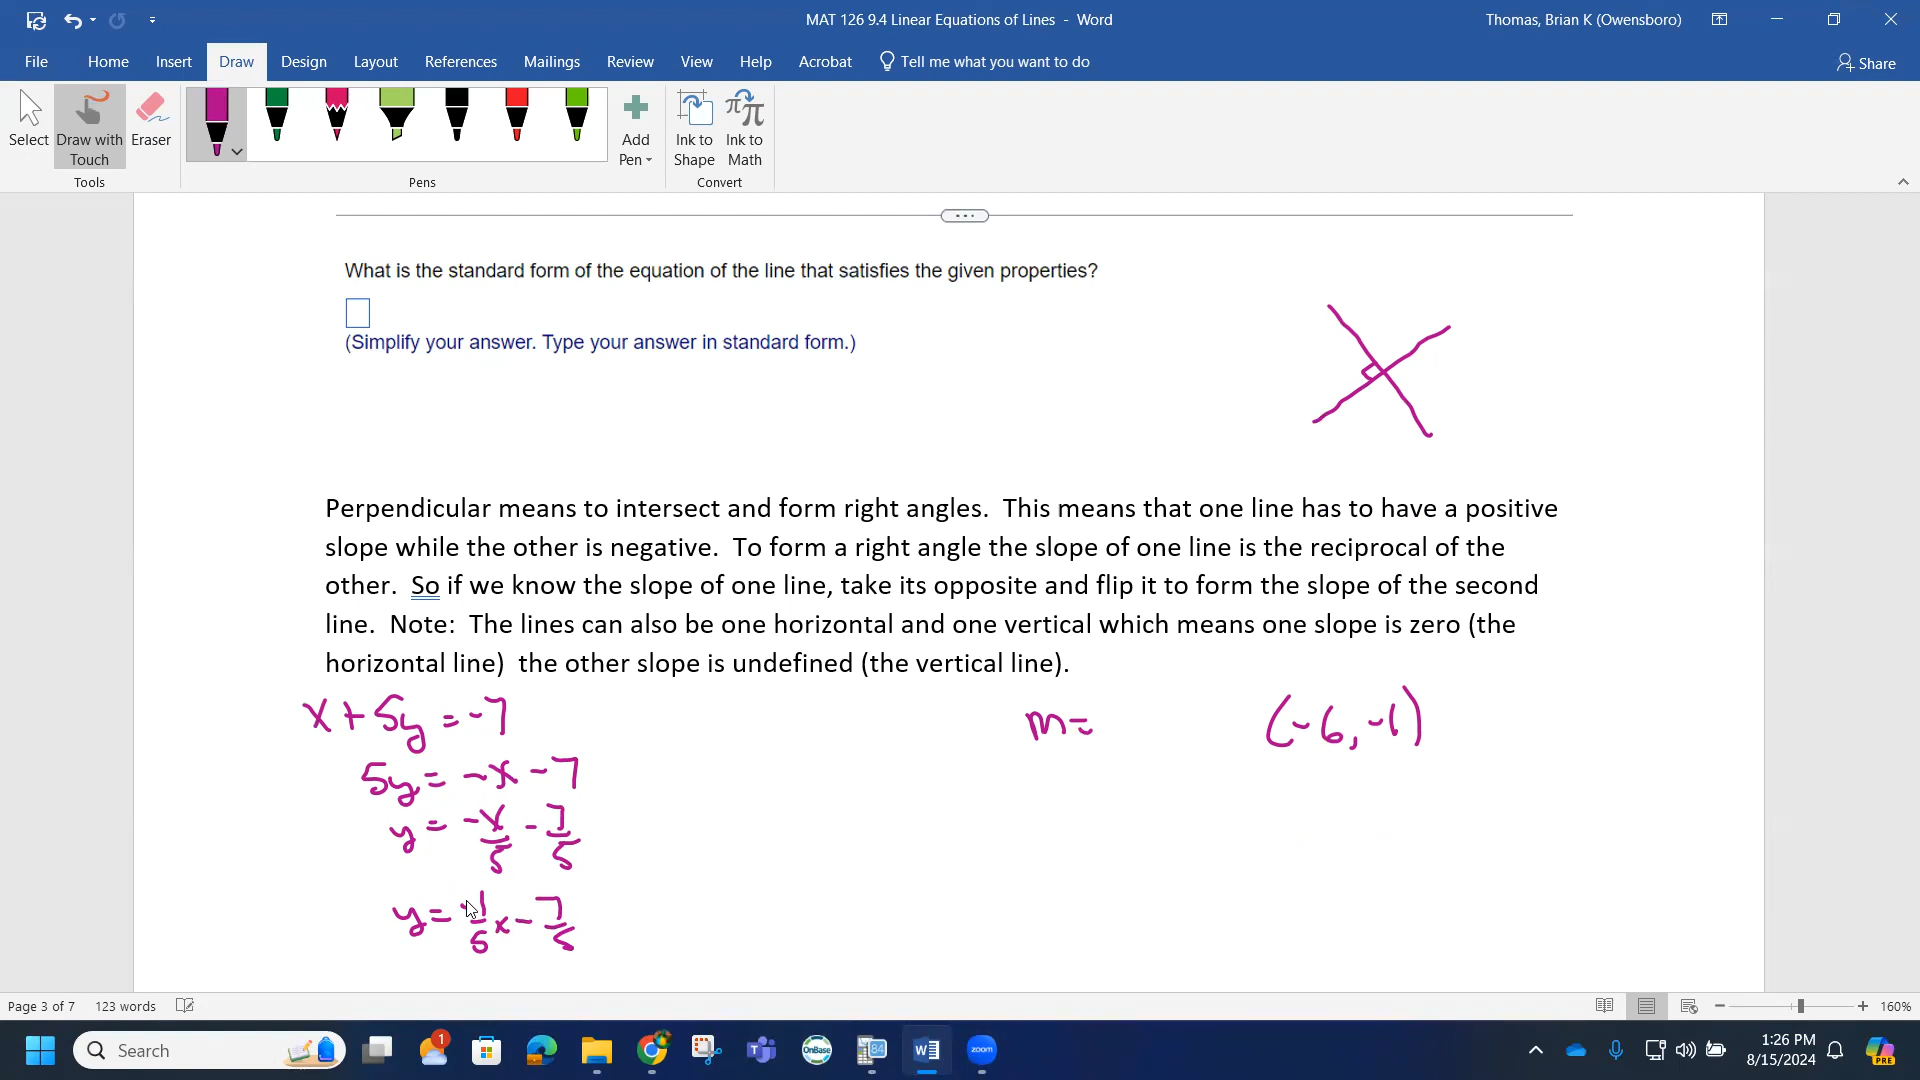 MAT 126 9.4 Linear Equations of Lines - Word
Thomas, Brian K (Owensboro)
File Home Insert Draw Design Layout References Mailings Review View Help Acrobat Tell me what you want to do Share
Select Draw with Touch Eraser Add Pen Ink to Shape Ink to Math
Tools Pens Convert
What is the standard form of the equation of the line that satisfies the given properties?
(Simplify your answer. Type your answer in standard form.)
Perpendicular means to intersect and form right angles. This means that one line has to have a positive
slope while the other is negative. To form a right angle the slope of one line is the reciprocal of the
other. So if we know the slope of one line, take its opposite and flip it to form the slope of the second
line. Note: The lines can also be one horizontal and one vertical which means one slope is zero (the
horizontal line) the other slope is undefined (the vertical line).
x + 5y = -7 m= (-6, -1)
5y = -x - 7
y = -x/5 - 7/5
y = -1/5 x - 7/5
Page 3 of 7 123 words 160%
Search 1 OnBase 84 zoom 1:26 PM
8/15/2024 PRE